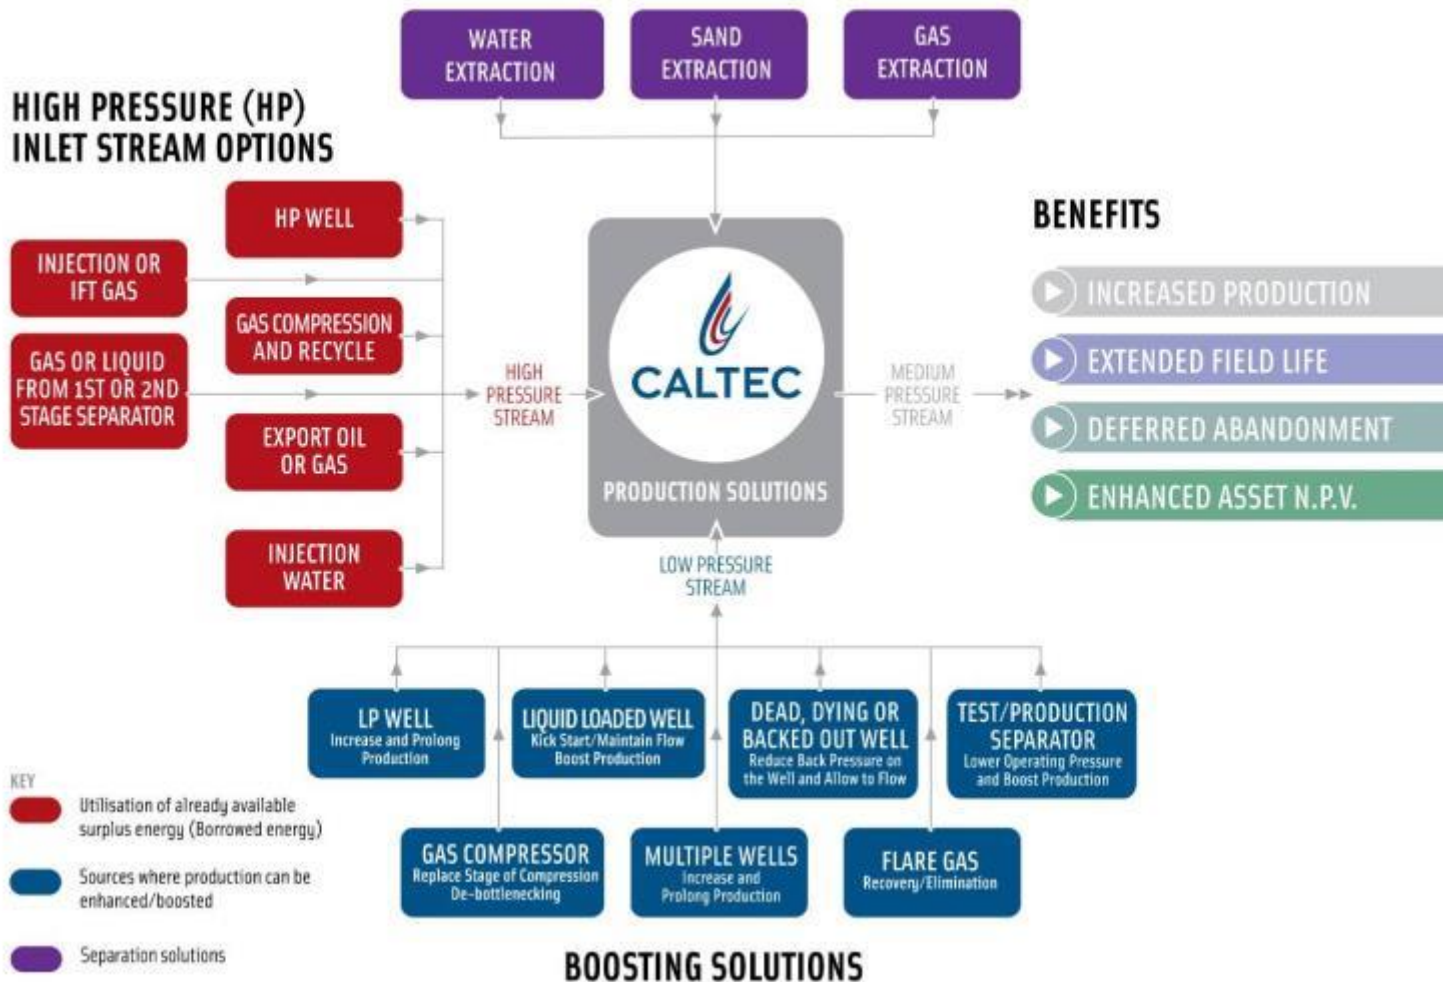 WATER
EXTRACTION
SAND
EXTRACTION
GAS
EXTRACTION
HIGH PRESSURE (HP)
INLET STREAM OPTIONS
HP WELL
INJECTION OR
IFT GAS
GAS COMPRESSION
AND RECYCLE
GAS OR LIQUID
FROM 1ST OR 2ND
STAGE SEPARATOR
EXPORT OIL
OR GAS
INJECTION
WATER
HIGH
PRESSURE
STREAM
CALTEC
PRODUCTION SOLUTIONS
MEDIUM
PRESSURE
STREAM
BENEFITS
INCREASED PRODUCTION
EXTENDED FIELD LIFE
DEFERRED ABANDONMENT
ENHANCED ASSET N.P.V.
LOW PRESSURE
STREAM
LP WELL
Increase and Prolong
Production
LIQUID LOADED WELL
Kick Start/Maintain Flow
Boost Production
DEAD, DYING OR
BACKED OUT WELL
Reduce Back Pressure on
the Well and Allow to Flow
TEST/PRODUCTION
SEPARATOR
Lower Operating Pressure
and Boost Production
GAS COMPRESSOR
Replace Stage of Compression
De-bottlenecking
MULTIPLE WELLS
Increase and
Prolong Production
FLARE GAS
Recovery/Elimination
KEY
Utilisation of already available
surplus energy (Borrowed energy)
Sources where production can be
enhanced/boosted
Separation solutions
BOOSTING SOLUTIONS